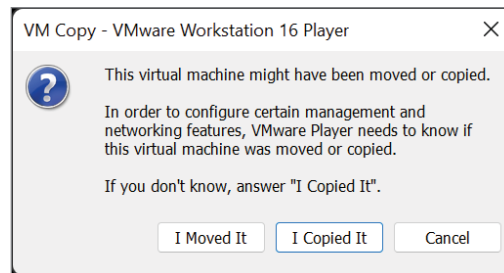 VM Copy - VMware Workstation 16 Player
This virtual machine might have been moved or copied.
In order to configure certain management and
networking features, VMware Player needs to know if
this virtual machine was moved or copied.
If you don't know, answer "I Copied It".
I Moved It
I Copied It
Cancel